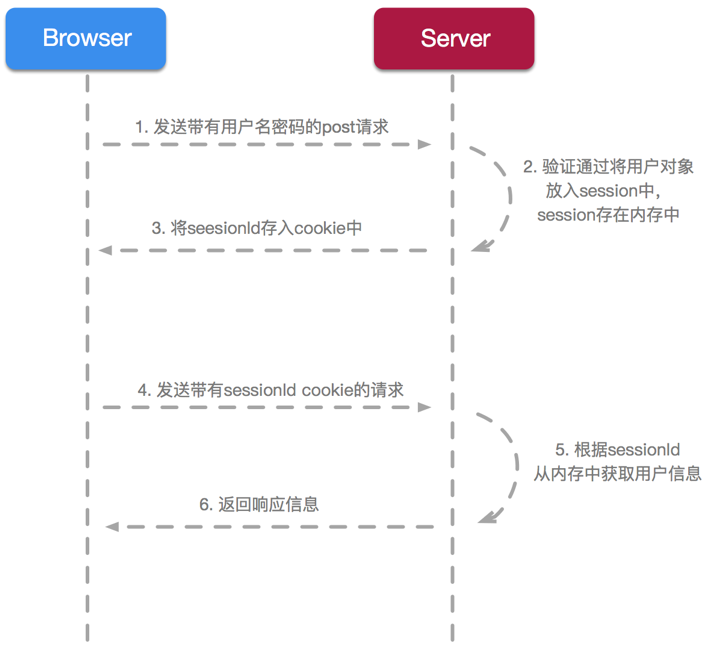 Browser
Server
1. 发送带有用户名密码的post请求
2. 验证通过将用户对象
放入session中，
session存在内存中
3. 将seesionId存入cookie中
4. 发送带有sessionId cookie的请求
5. 根据sessionId
从内存中获取用户信息
6. 返回响应信息